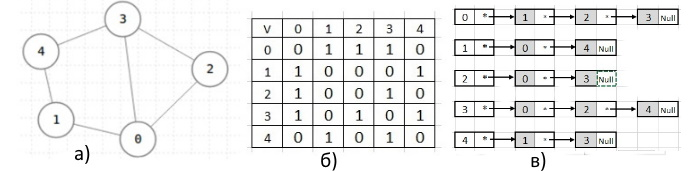 3
4
2
1
0
а)
V 0 1 2 3 4
0 0 1 1 1 0
1 1 0 0 0 1
2 1 0 0 1 0
3 1 0 1 0 1
4 0 1 0 1 0
б)
0 * 1 * 2 * 3 Null
1 * 0 * 4 Null
2 * 0 * 3 Null
3 * 0 * 2 * 4 Null
4 * 1 * 3 Null
в)